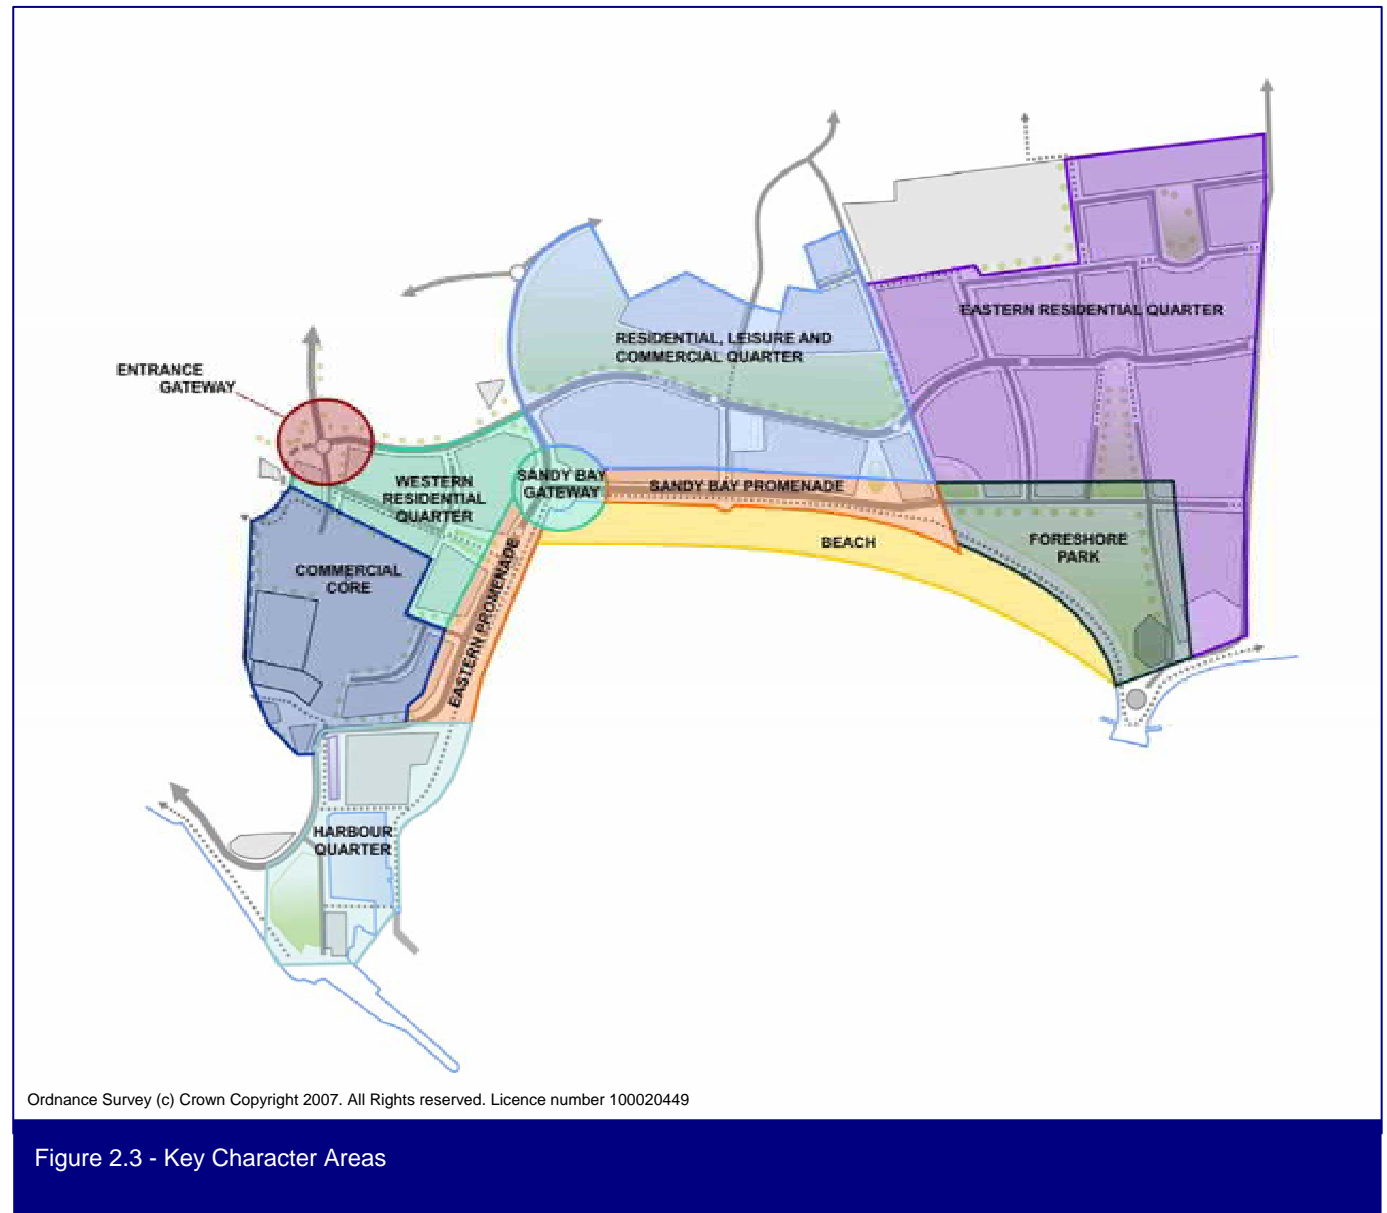 EASTERN RESIDENTIAL QUARTER
RESIDENTIAL, LEISURE AND
COMMERCIAL QUARTER
ENTRANCE
GATEWAY
WESTERN
RESIDENTIAL
QUARTER
SANDY BAY
GATEWAY
SANDY BAY PROMENADE
BEACH
FORESHORE
PARK
COMMERCIAL
CORE
EASTERN PROMENADE
HARBOUR
QUARTER
Ordnance Survey (c) Crown Copyright 2007. All Rights reserved. Licence number 100020449
Figure 2.3 - Key Character Areas